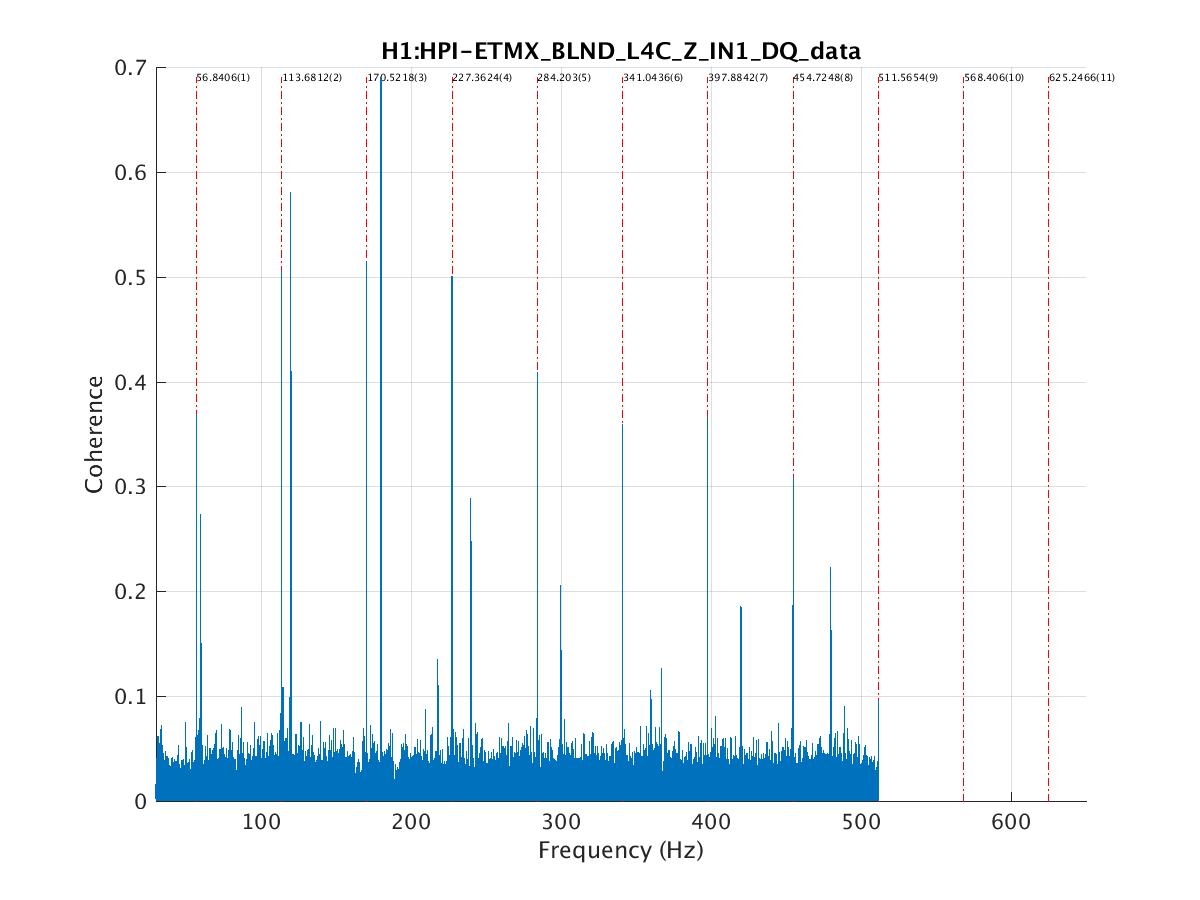 H1:HPI-ETMX_BLND_L4C_Z_IN1_DQ_data
56.8406(1) 113.6812(2) 170.5218(3) 227.3624(4) 284.203(5) 341.0436(6) 397.8842(7) 454.7248(8) 511.5654(9) 568.406(10) 625.2466(11)
0.7
0.6
0.5
0.4
0.3
0.2
0.1
0
Coherence
100 200 300 400 500 600
Frequency (Hz)